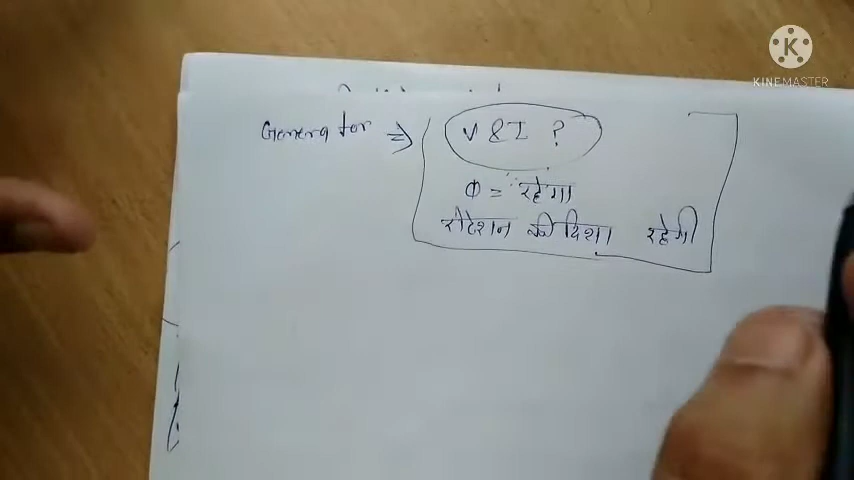 Generator ⇒ V & I ?
Φ = रहेगा
रोटेशन की दिशा रहेगी
K
KINEMASTER